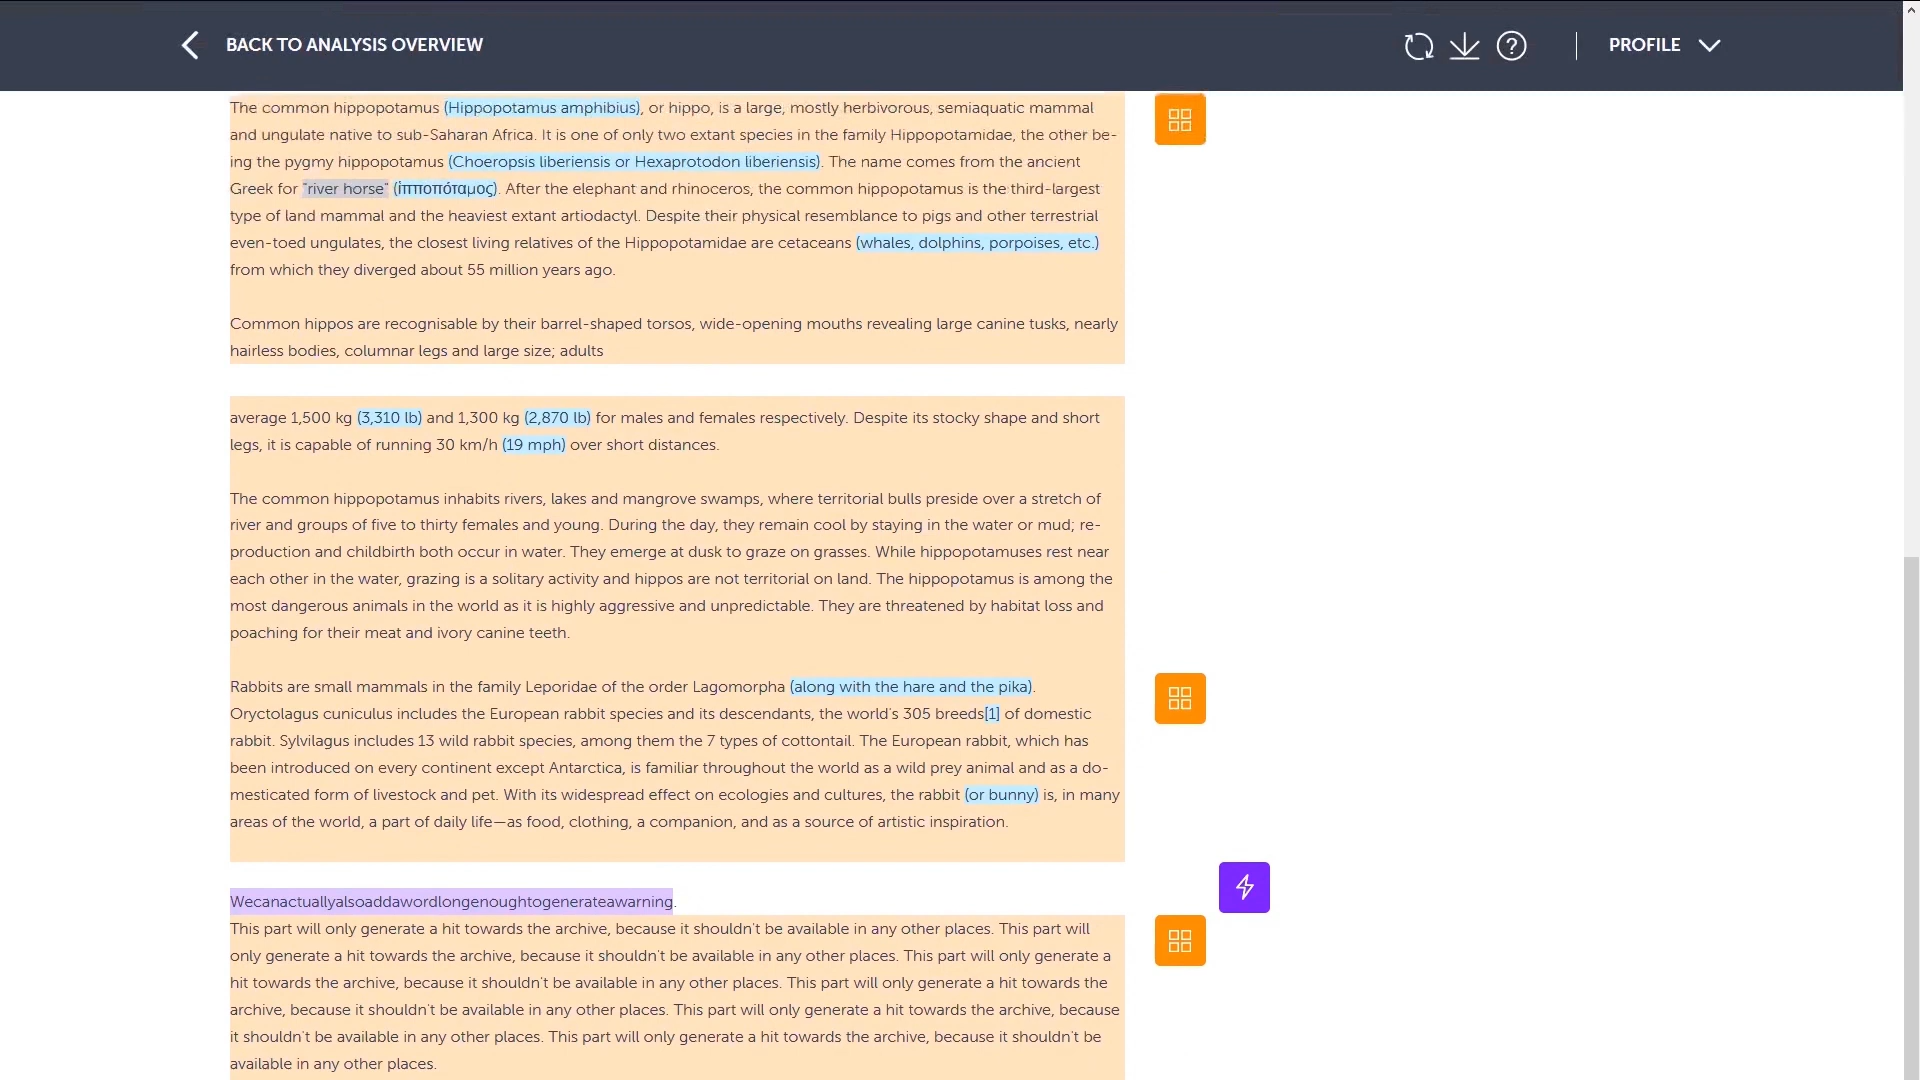 BACK TO ANALYSIS OVERVIEW
PROFILE
The common hippopotamus (Hippopotamus amphibius), or hippo, is a large, mostly herbivorous, semiaquatic mammal
and ungulate native to sub-Saharan Africa. It is one of only two extant species in the family Hippopotamidae, the other be-
ing the pygmy hippopotamus (Choeropsis liberiensis or Hexaprotodon liberiensis). The name comes from the ancient
Greek for "river horse" (ἱπποπόταμος). After the elephant and rhinoceros, the common hippopotamus is the third-largest
type of land mammal and the heaviest extant artiodactyl. Despite their physical resemblance to pigs and other terrestrial
even-toed ungulates, the closest living relatives of the Hippopotamidae are cetaceans (whales, dolphins, porpoises, etc.)
from which they diverged about 55 million years ago.
Common hippos are recognisable by their barrel-shaped torsos, wide-opening mouths revealing large canine tusks, nearly
hairless bodies, columnar legs and large size; adults
average 1,500 kg (3,310 lb) and 1,300 kg (2,870 lb) for males and females respectively. Despite its stocky shape and short
legs, it is capable of running 30 km/h (19 mph) over short distances.
The common hippopotamus inhabits rivers, lakes and mangrove swamps, where territorial bulls preside over a stretch of
river and groups of five to thirty females and young. During the day, they remain cool by staying in the water or mud; re-
production and childbirth both occur in water. They emerge at dusk to graze on grasses. While hippopotamuses rest near
each other in the water, grazing is a solitary activity and hippos are not territorial on land. The hippopotamus is among the
most dangerous animals in the world as it is highly aggressive and unpredictable. They are threatened by habitat loss and
poaching for their meat and ivory canine teeth.
Rabbits are small mammals in the family Leporidae of the order Lagomorpha (along with the hare and the pika).
Oryctolagus cuniculus includes the European rabbit species and its descendants, the world's 305 breeds[1] of domestic
rabbit. Sylvilagus includes 13 wild rabbit species, among them the 7 types of cottontail. The European rabbit, which has
been introduced on every continent except Antarctica, is familiar throughout the world as a wild prey animal and as a do-
mesticated form of livestock and pet. With its widespread effect on ecologies and cultures, the rabbit (or bunny) is, in many
areas of the world, a part of daily life—as food, clothing, a companion, and as a source of artistic inspiration.
Wecanactuallyalsoaddawordlongenoughtogenerateawarning.
This part will only generate a hit towards the archive, because it shouldn't be available in any other places. This part will
only generate a hit towards the archive, because it shouldn't be available in any other places. This part will only generate a
hit towards the archive, because it shouldn't be available in any other places. This part will only generate a hit towards the
archive, because it shouldn't be available in any other places. This part will only generate a hit towards the archive, because
it shouldn't be available in any other places. This part will only generate a hit towards the archive, because it shouldn't be
available in any other places.